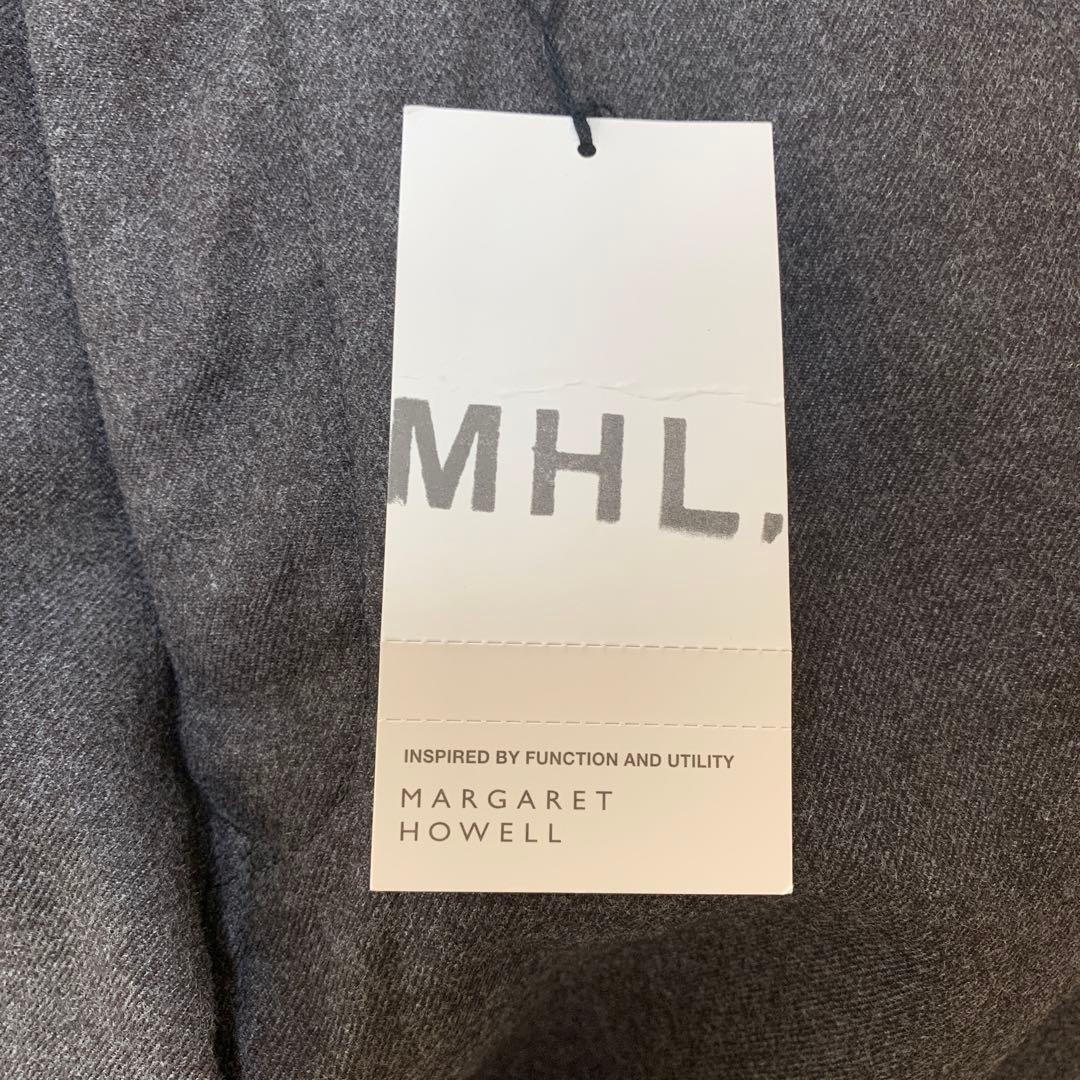 MHL.
INSPIRED BY FUNCTION AND UTILITY
MARGARET
HOWELL